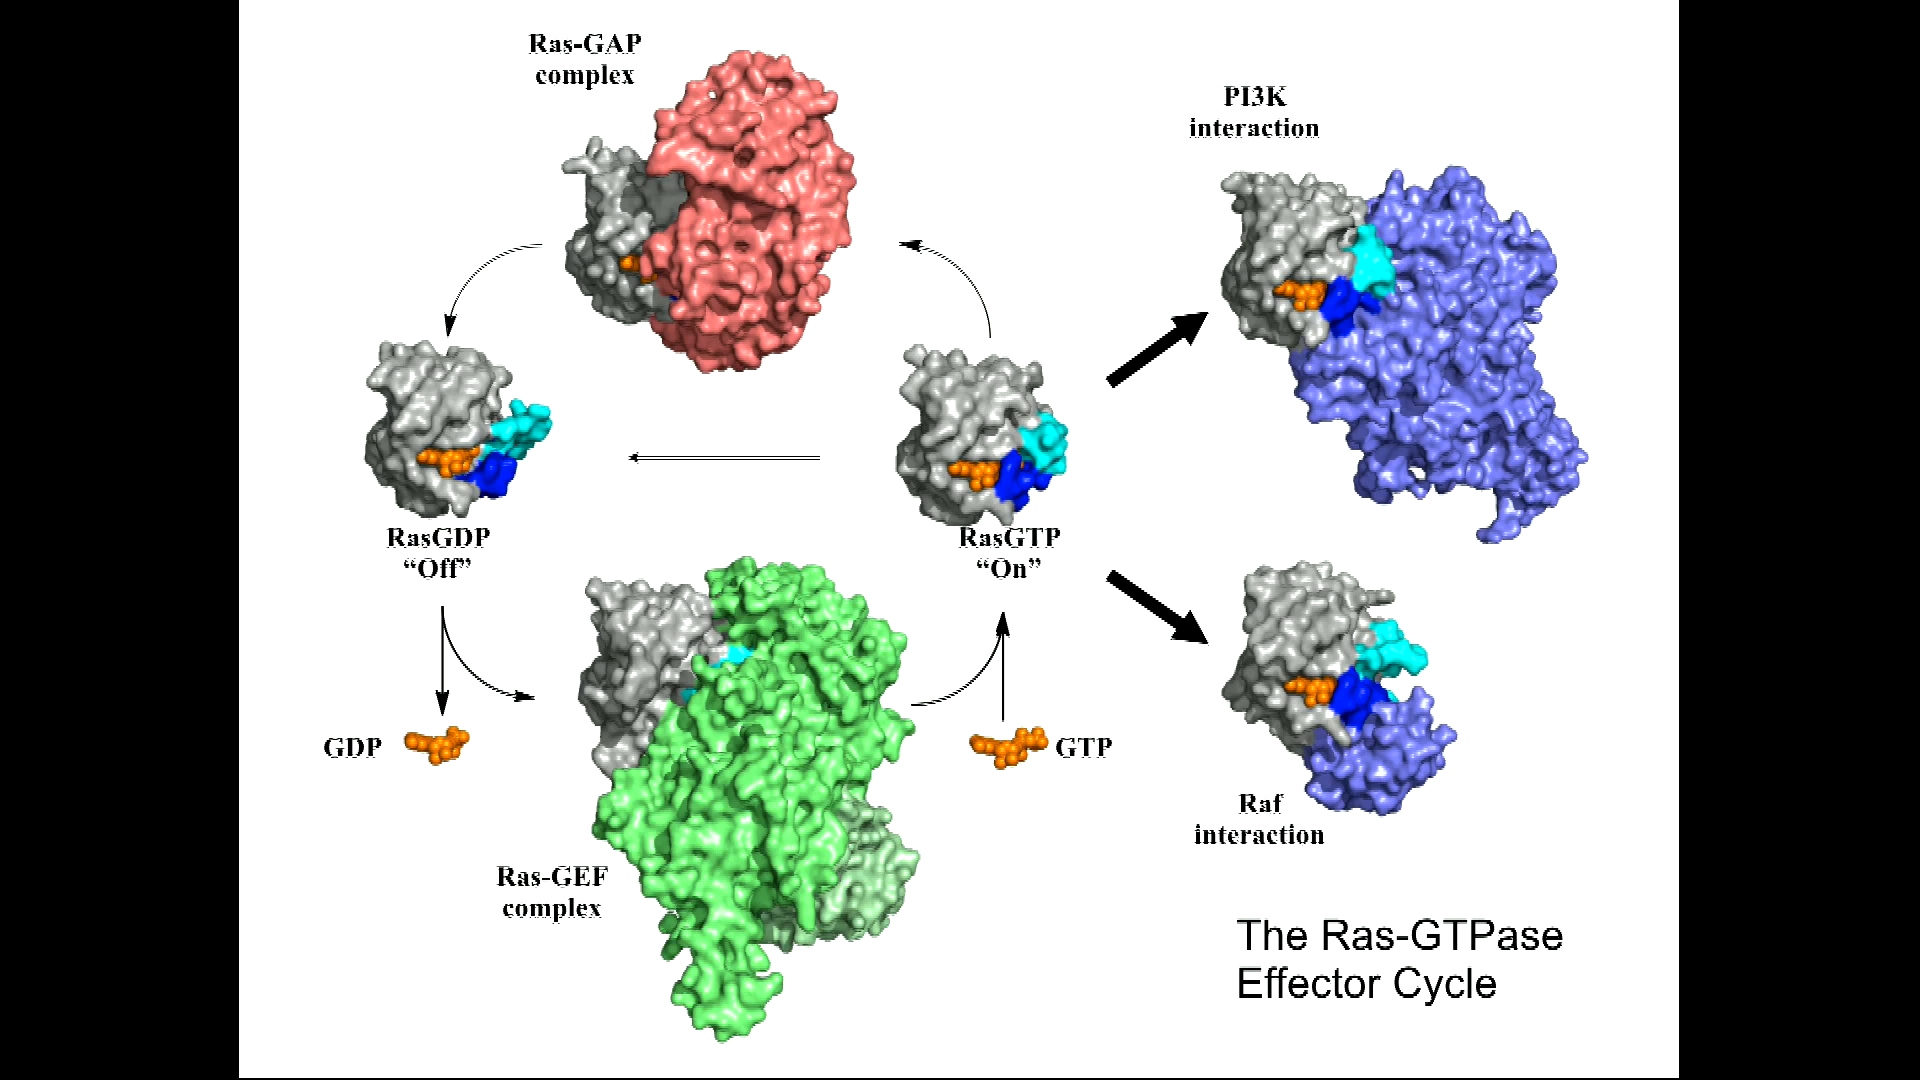 Ras-GAP
complex
PI3K
interaction
RasGDP
“Off”
RasGTP
“On”
GDP
GTP
Raf
interaction
Ras-GEF
complex
The Ras-GTPase
Effector Cycle